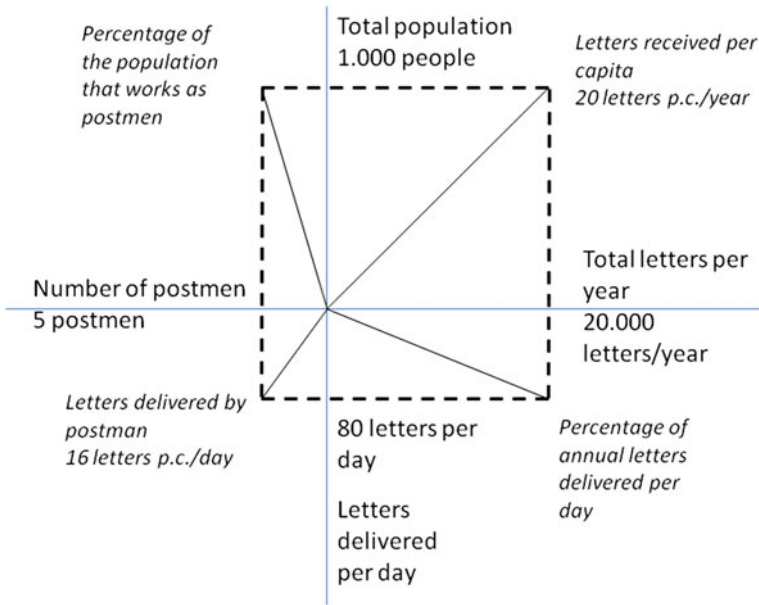 Percentage of
the population
that works as
postmen
Total population
1.000 people
Letters received per
capita
20 letters p.c./year
Number of postmen
5 postmen
Total letters per
year
20.000
letters/year
Letters delivered by
postman
16 letters p.c./day
80 letters per
day
Letters
delivered
per day
Percentage of
annual letters
delivered per
day